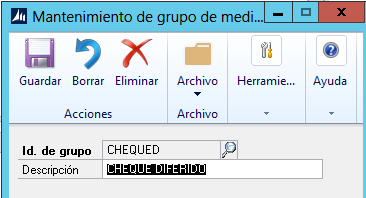 Mantenimiento de grupo de medi...
Guardar Borrar Eliminar Archivo Herramie... Ayuda
Acciones Archivo
Id. de grupo CHEQUED
Descripción CHEQUE DIFERIDO